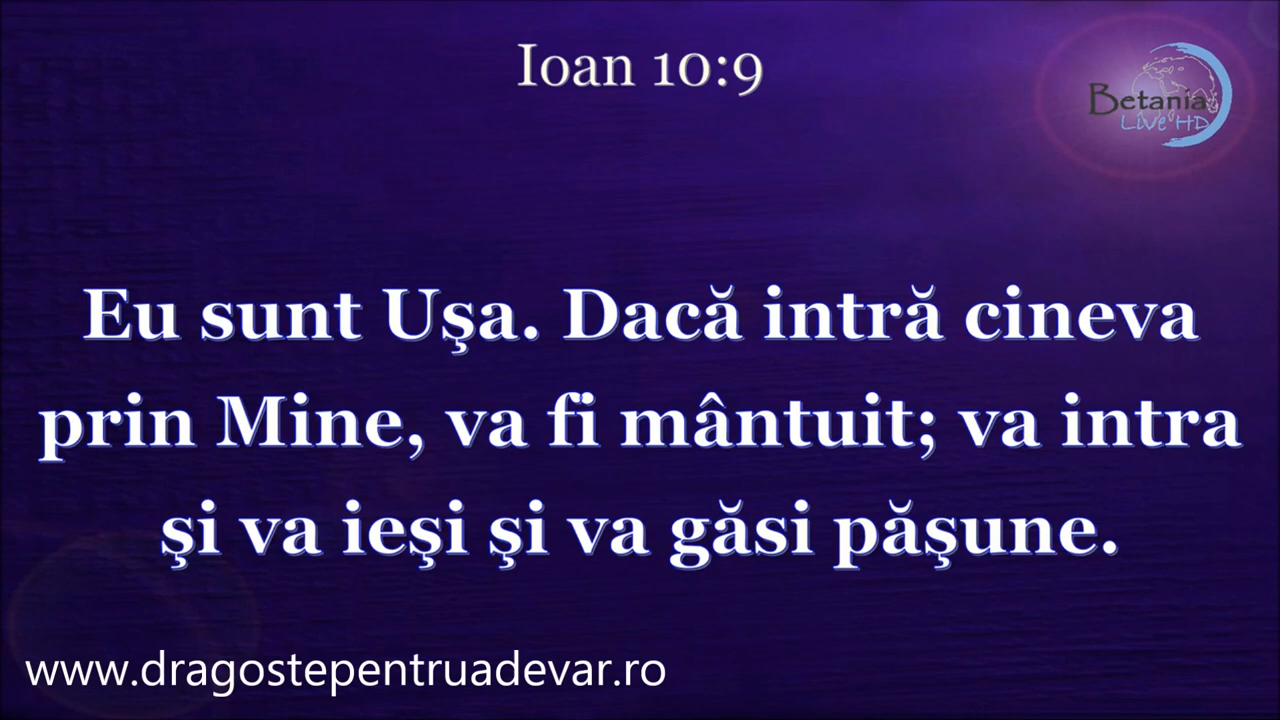 Ioan 10:9
Betania
Live HD
Eu sunt Uşa. Dacă intră cineva
prin Mine, va fi mântuit; va intra
şi va ieşi şi va găsi păşune.
www.dragostepentruadevar.ro